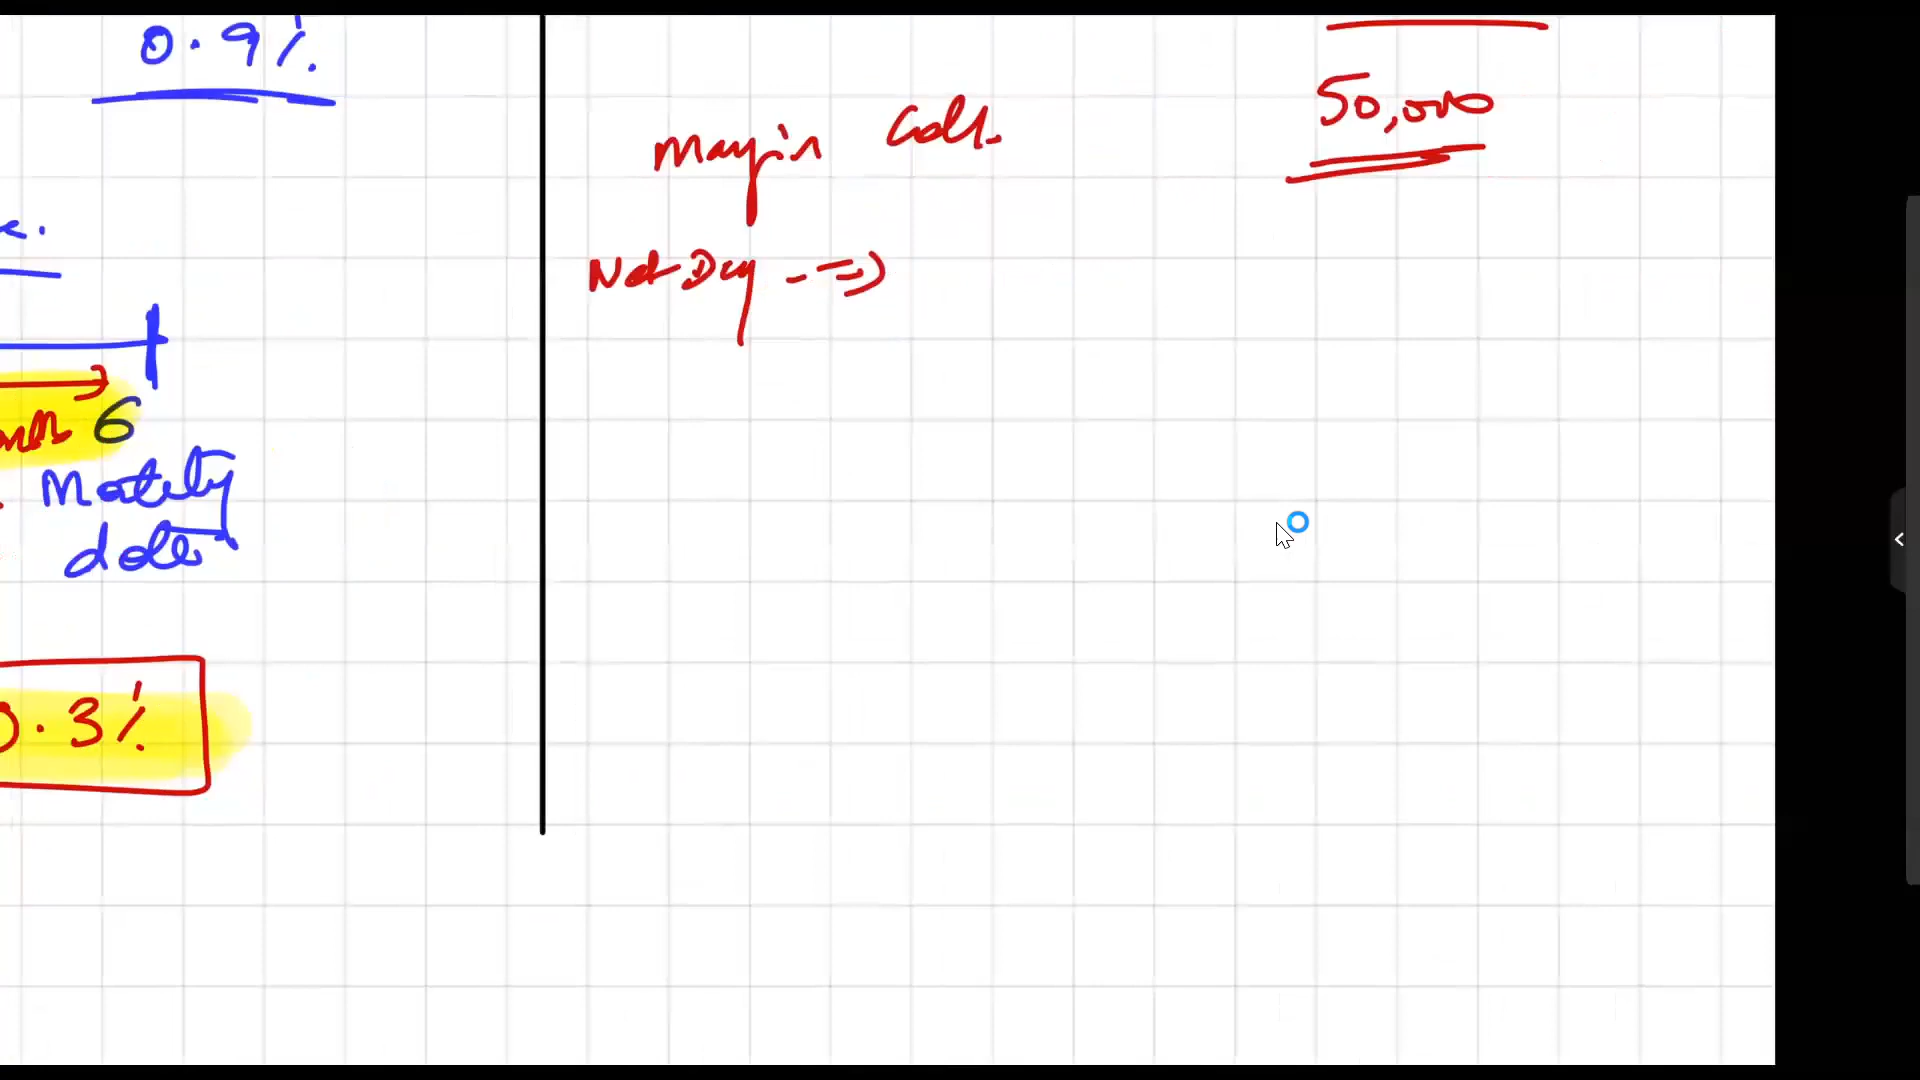 0.9%
Margin Call.
50,000
Next Day - =>
6
Maturity
date
0.3%